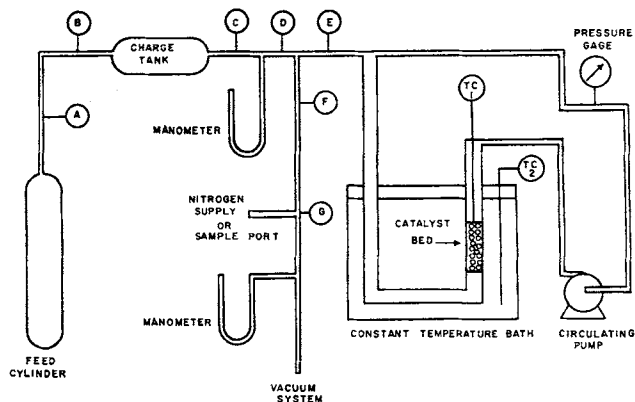 B
CHARGE
TANK
C
D
E
PRESSURE
GAGE
A
MANOMETER
F
TC
TC
2
NITROGEN
SUPPLY
OR
SAMPLE PORT
G
CATALYST
BED
MANOMETER
CONSTANT TEMPERATURE BATH
CIRCULATING
PUMP
FEED
CYLINDER
VACUUM
SYSTEM